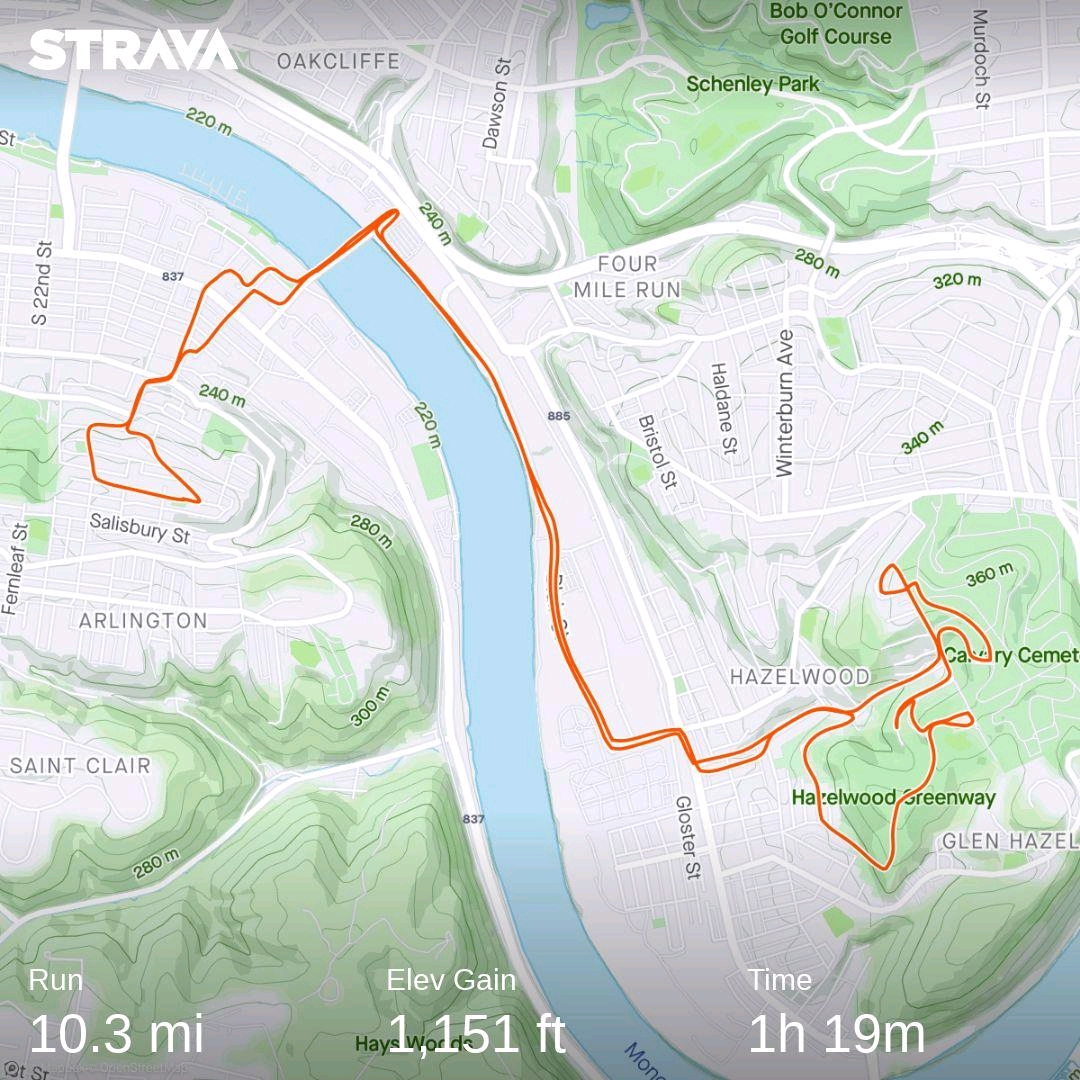 Bob O'Connor
Golf Course
Murdoch St
STRAVA
OAKCLIFFE
Dawson St
Schenley Park
220 m
St
240 m
S 22nd St
837
FOUR
MILE RUN
280 m
320 m
Winterburn Ave
Haldane St
240 m
220 m
885
Bristol St
340 m
Salisbury St
280 m
Fernleaf St
360 m
ARLINGTON
HAZELWOOD
300 m
SAINT CLAIR
Hazelwood Greenway
837
Gloster St
GLEN HAZEL
280 m
Run
Elev Gain
Time
10.3 mi
1,151 ft
1h 19m
Hays Woods
Mono
© OpenStreetMap